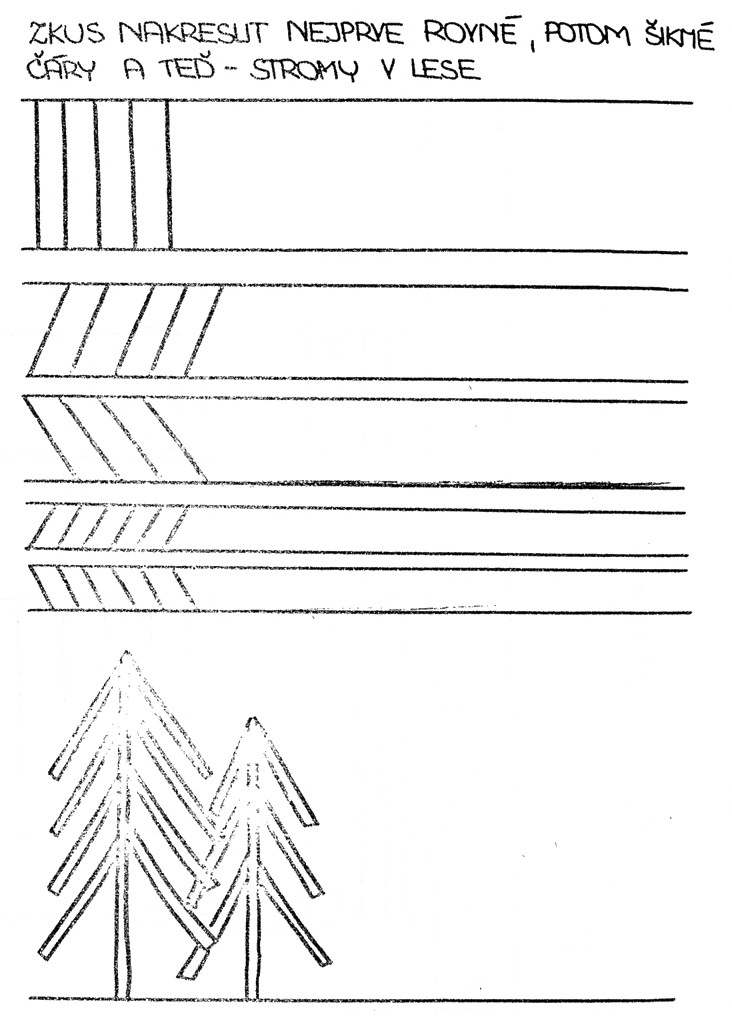 ZKUS NAKRESLIT NEJPRVE ROVNÉ, POTOM ŠIKMÉ
ČÁRY A TEĎ - STROMY V LESE